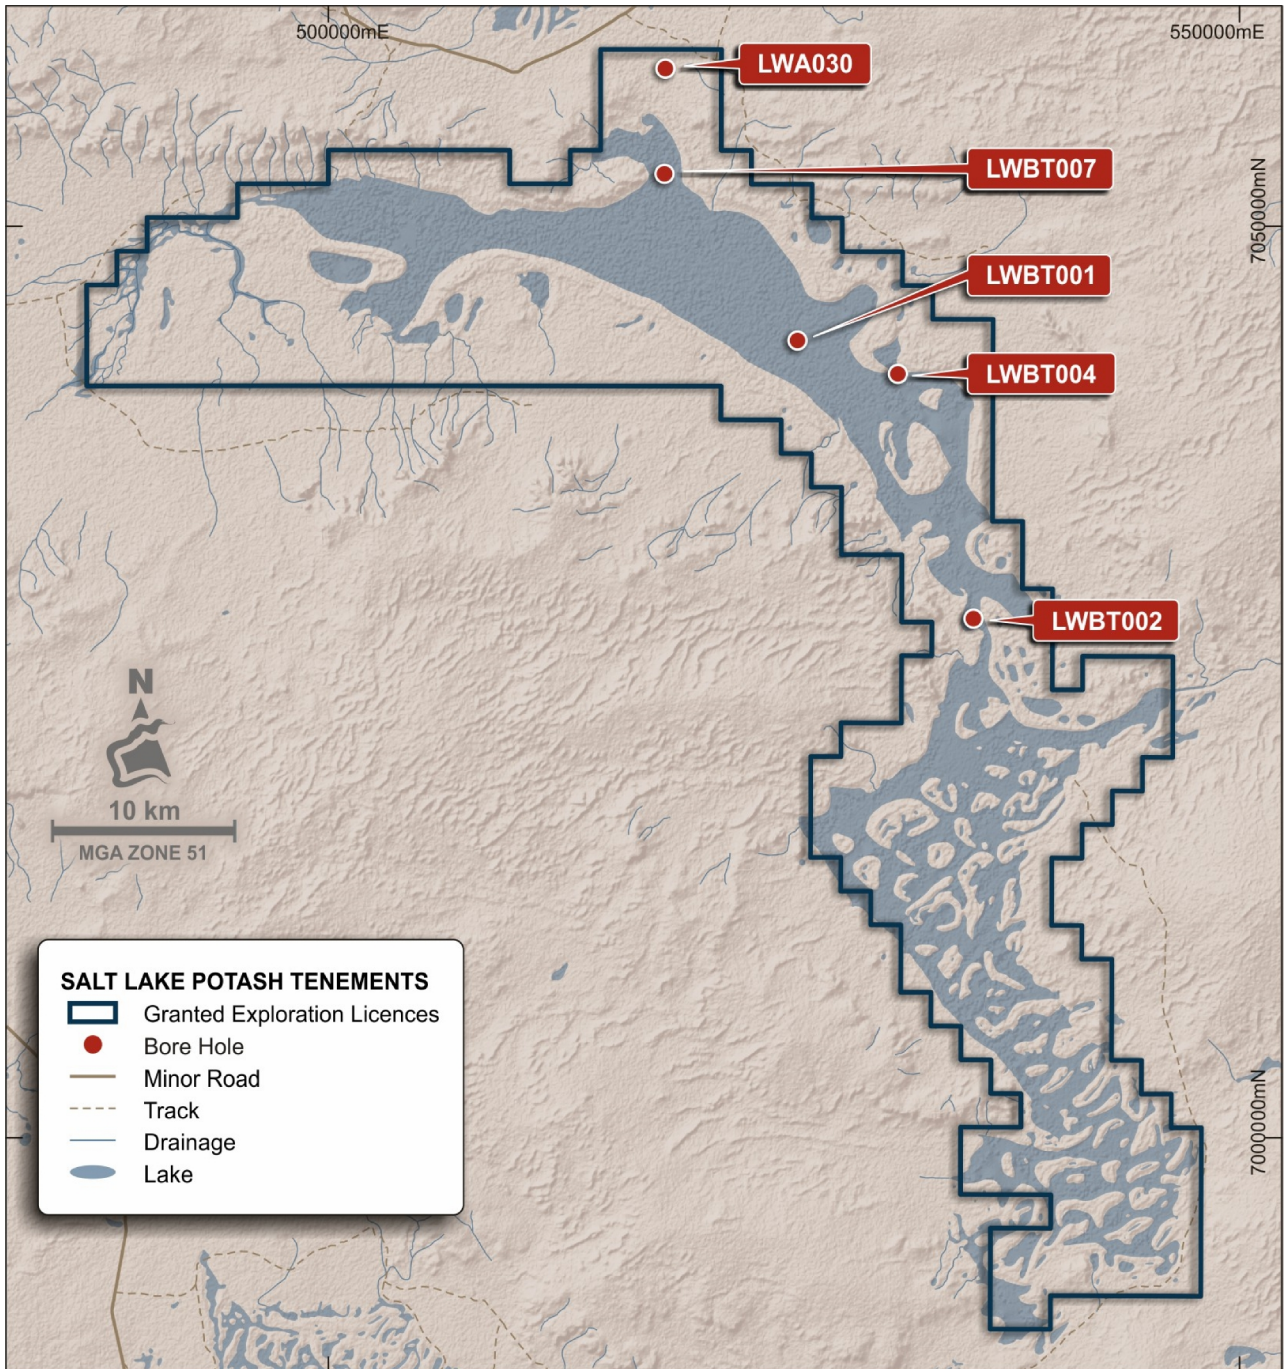 500000mE
550000mE
LWA030
LWBT007
7050000mN
LWBT001
LWBT004
LWBT002
N
10 km
MGA ZONE 51
SALT LAKE POTASH TENEMENTS
Granted Exploration Licences
Bore Hole
Minor Road
Track
Drainage
Lake
7000000mN